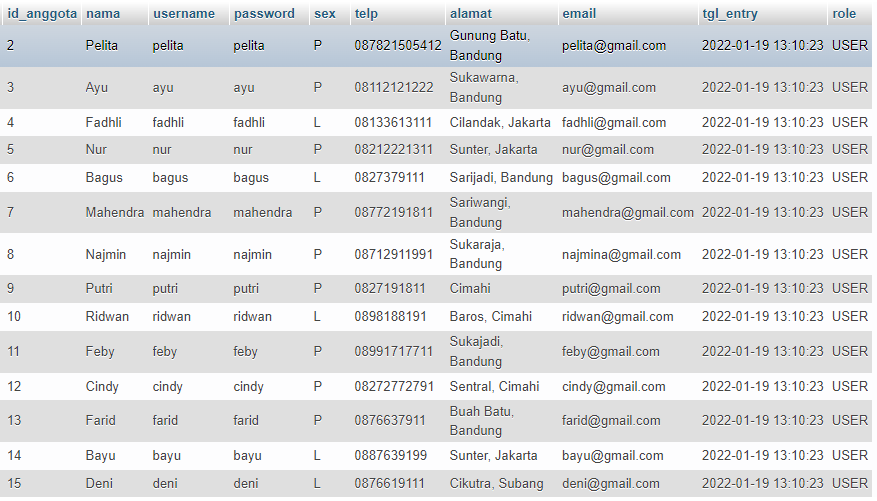 id_anggota nama username password sex telp alamat email tgl_entry role
2 Pelita pelita pelita P 087821505412 Gunung Batu, Bandung pelita@gmail.com 2022-01-19 13:10:23 USER
3 Ayu ayu ayu P 08112121222 Sukawarna, Bandung ayu@gmail.com 2022-01-19 13:10:23 USER
4 Fadhli fadhli fadhli L 08133613111 Cilandak, Jakarta fadhli@gmail.com 2022-01-19 13:10:23 USER
5 Nur nur nur P 08212221311 Sunter, Jakarta nur@gmail.com 2022-01-19 13:10:23 USER
6 Bagus bagus bagus L 0827379111 Sarijadi, Bandung bagus@gmail.com 2022-01-19 13:10:23 USER
7 Mahendra mahendra mahendra P 08772191811 Sariwangi, Bandung mahendra@gmail.com 2022-01-19 13:10:23 USER
8 Najmin najmin najmin P 08712911991 Sukaraja, Bandung najmina@gmail.com 2022-01-19 13:10:23 USER
9 Putri putri putri P 0827191811 Cimahi putri@gmail.com 2022-01-19 13:10:23 USER
10 Ridwan ridwan ridwan L 0898188191 Baros, Cimahi ridwan@gmail.com 2022-01-19 13:10:23 USER
11 Feby feby feby P 08991717711 Sukajadi, Bandung feby@gmail.com 2022-01-19 13:10:23 USER
12 Cindy cindy cindy P 08272772791 Sentral, Cimahi cindy@gmail.com 2022-01-19 13:10:23 USER
13 Farid farid farid P 0876637911 Buah Batu, Bandung farid@gmail.com 2022-01-19 13:10:23 USER
14 Bayu bayu bayu L 0887639199 Sunter, Jakarta bayu@gmail.com 2022-01-19 13:10:23 USER
15 Deni deni deni L 0876619111 Cikutra, Subang deni@gmail.com 2022-01-19 13:10:23 USER